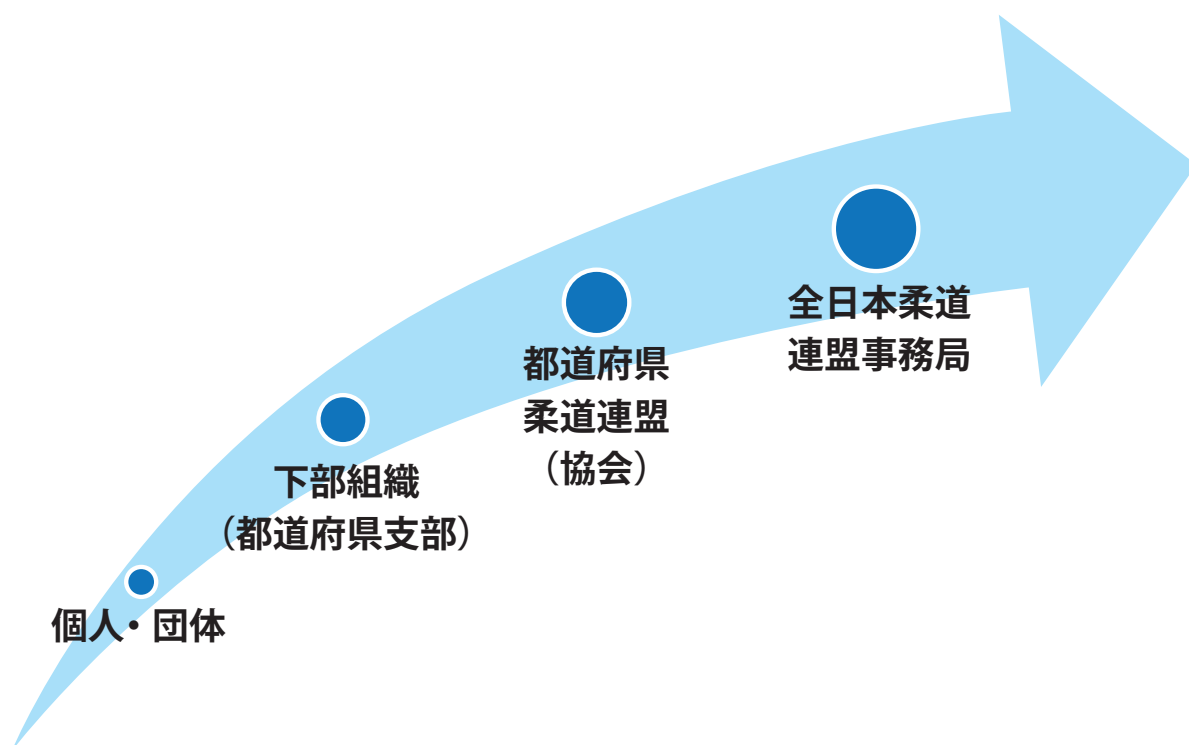 全日本柔道
連盟事務局
都道府県
柔道連盟
（協会）
下部組織
（都道府県支部）
個人・団体